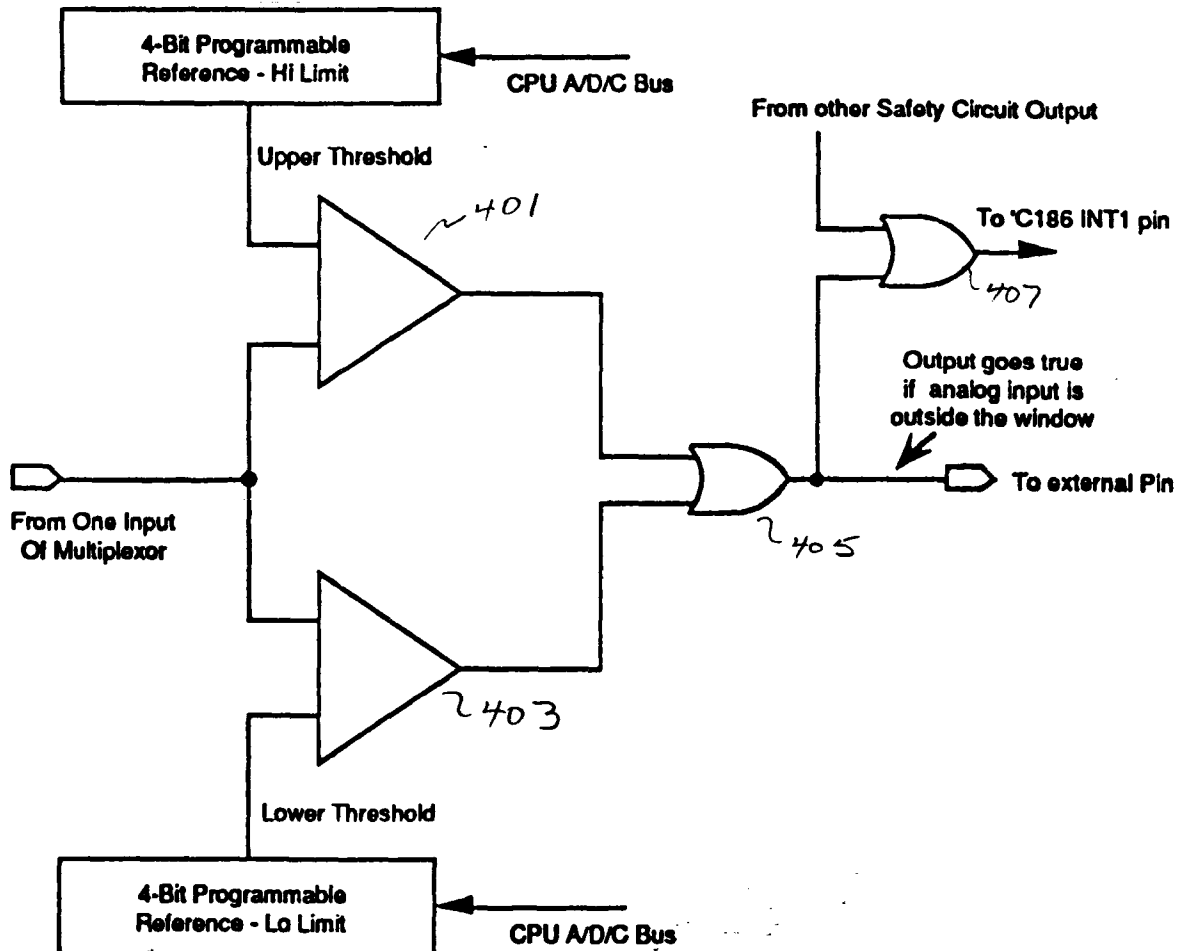 4-Bit Programmable
Reference - Hi Limit
CPU A/D/C Bus
From other Safety Circuit Output
Upper Threshold
401
To 'C186 INT1 pin
407
Output goes true
if analog input is
outside the window
To external Pin
From One Input
Of Multiplexor
405
403
Lower Threshold
4-Bit Programmable
Reference - Lo Limit
CPU A/D/C Bus